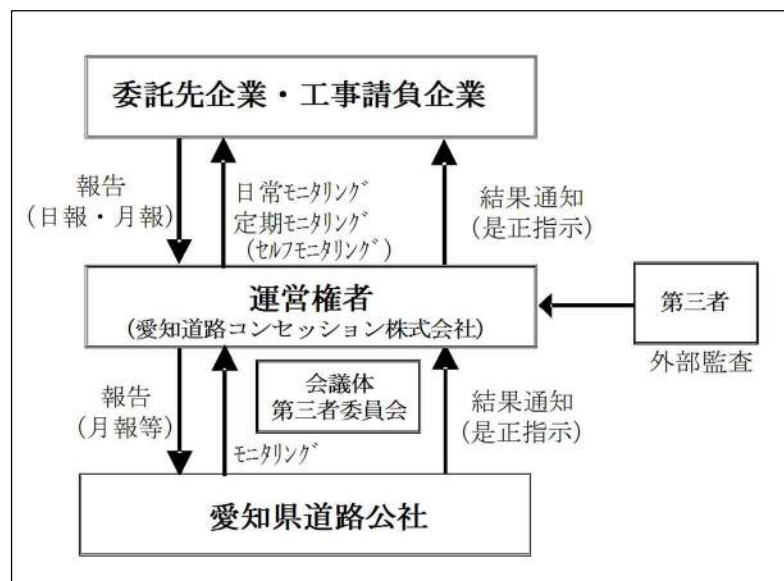 委託先企業・工事請負企業
報告
(日報・月報)
日常ﾓﾆﾀﾘﾝｸﾞ
定期ﾓﾆﾀﾘﾝｸﾞ
(ｾﾙﾌﾓﾆﾀﾘﾝｸﾞ)
結果通知
(是正指示)
運営権者
(愛知道路コンセッション株式会社)
第三者
外部監査
報告
(月報等)
会議体
第三者委員会
ﾓﾆﾀﾘﾝｸﾞ
結果通知
(是正指示)
愛知県道路公社